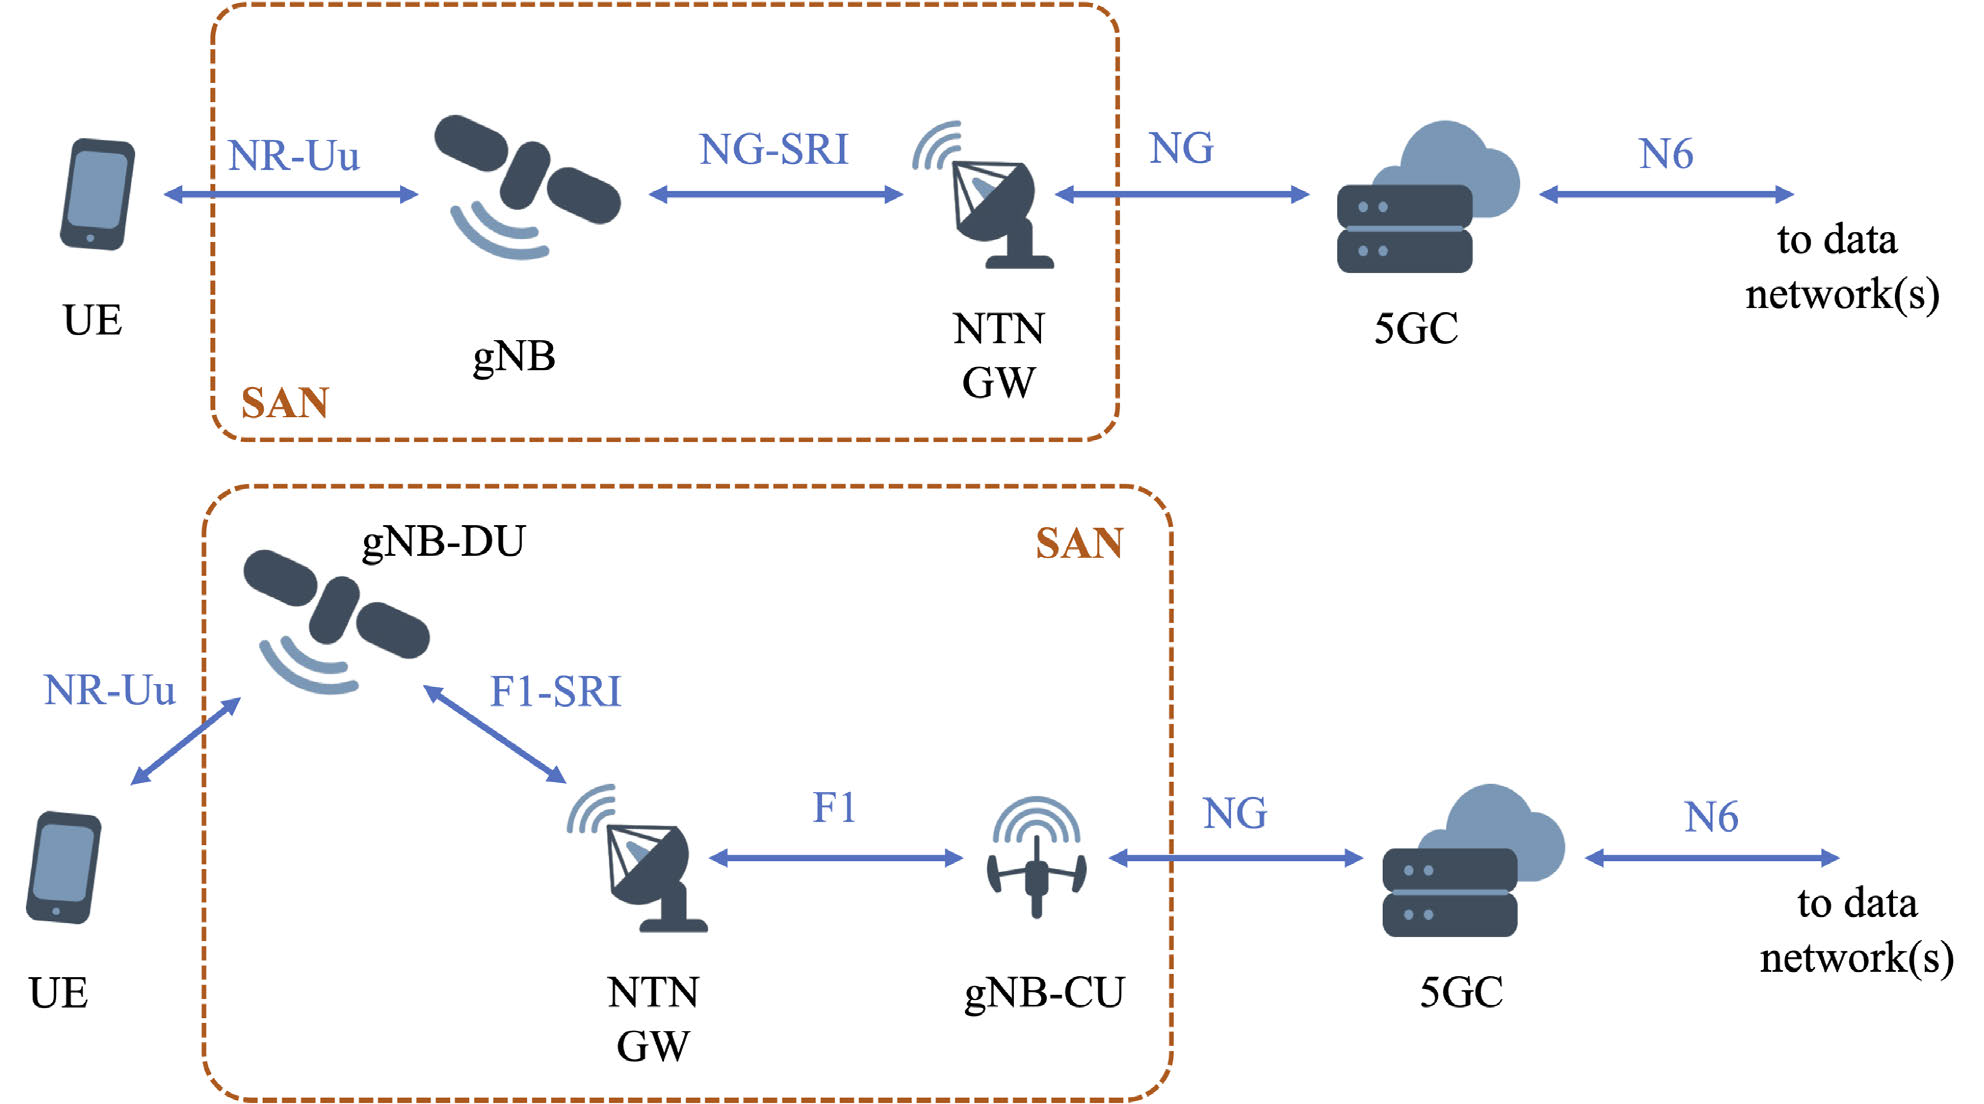 NR-Uu
NG-SRI
NG
N6
UE
gNB
NTN
GW
5GC
to data
network(s)
SAN
gNB-DU
SAN
NR-Uu
F1-SRI
F1
NG
N6
UE
NTN
GW
gNB-CU
5GC
to data
network(s)